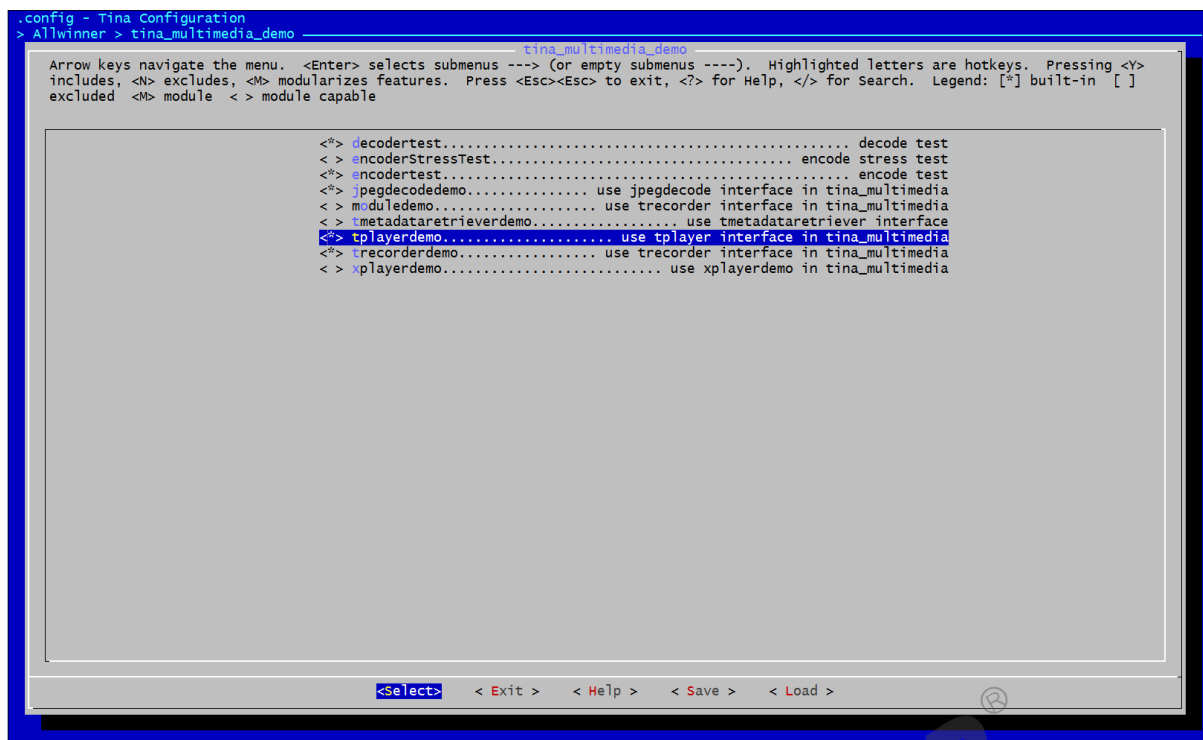 .config - Tina Configuration
> Allwinner > tina_multimedia_demo
tina_multimedia_demo
Arrow keys navigate the menu.  <Enter> selects submenus ---> (or empty submenus ----).  Highlighted letters are hotkeys.  Pressing <Y>
includes, <N> excludes, <M> modularizes features.  Press <Esc><Esc> to exit, <?> for Help, </> for Search.  Legend: [*] built-in  [ ]
excluded  <M> module  < > module capable
<*> decodertest.................................................. decode test
< > encoderStressTest..................................... encode stress test
<*> encodertest.................................................. encode test
<*> jpegdecodedemo............... use jpegdecode interface in tina_multimedia
< > moduledemo.................... use trecorder interface in tina_multimedia
< > tmetadataretrieverdemo.................. use tmetadataretriever interface
<*> tplayerdemo..................... use tplayer interface in tina_multimedia
<*> trecorderdemo................. use trecorder interface in tina_multimedia
< > xplayerdemo........................... use xplayerdemo in tina_multimedia
<Select>    < Exit >    < Help >    < Save >    < Load >
®